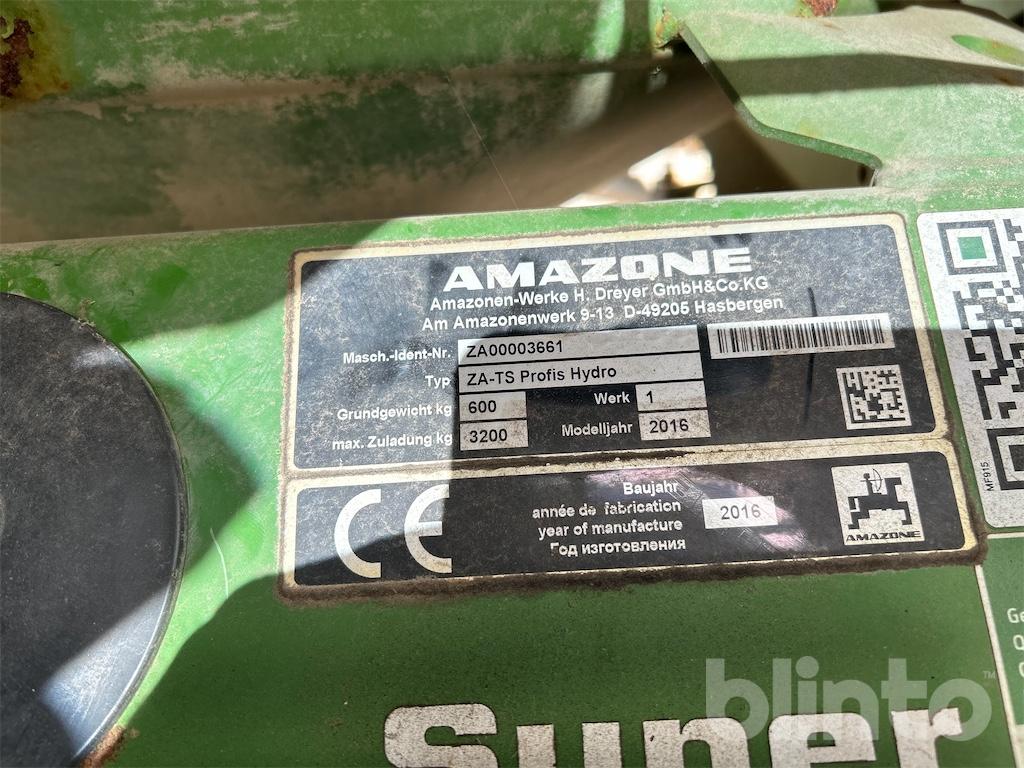 AMAZONE
Amazonen-Werke H. Dreyer GmbH&Co.KG
Am Amazonenwerk 9-13 D-49205 Hasbergen
Masch.-Ident-Nr. ZA00003661
Typ ZA-TS Profis Hydro
Grundgewicht kg 600 Werk 1
max. Zuladung kg 3200 Modelljahr 2016
CE
Baujahr
année de fabrication
year of manufacture
Год изготовления
2016
AMAZONE
MF915
Ge
Super
blinto™